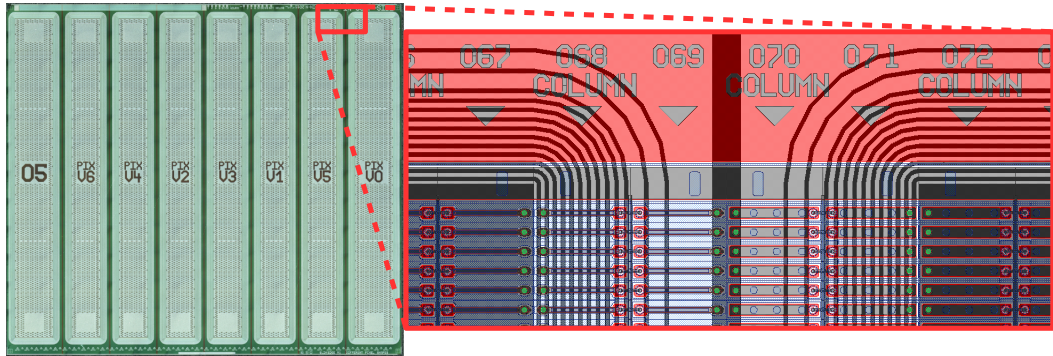 05
PIX
V6
PIX
V4
PIX
V2
PIX
V3
PIX
V1
PIX
V5
PIX
V0
067 068 069 070 071 072
COLUMN COLUMN COLUMN